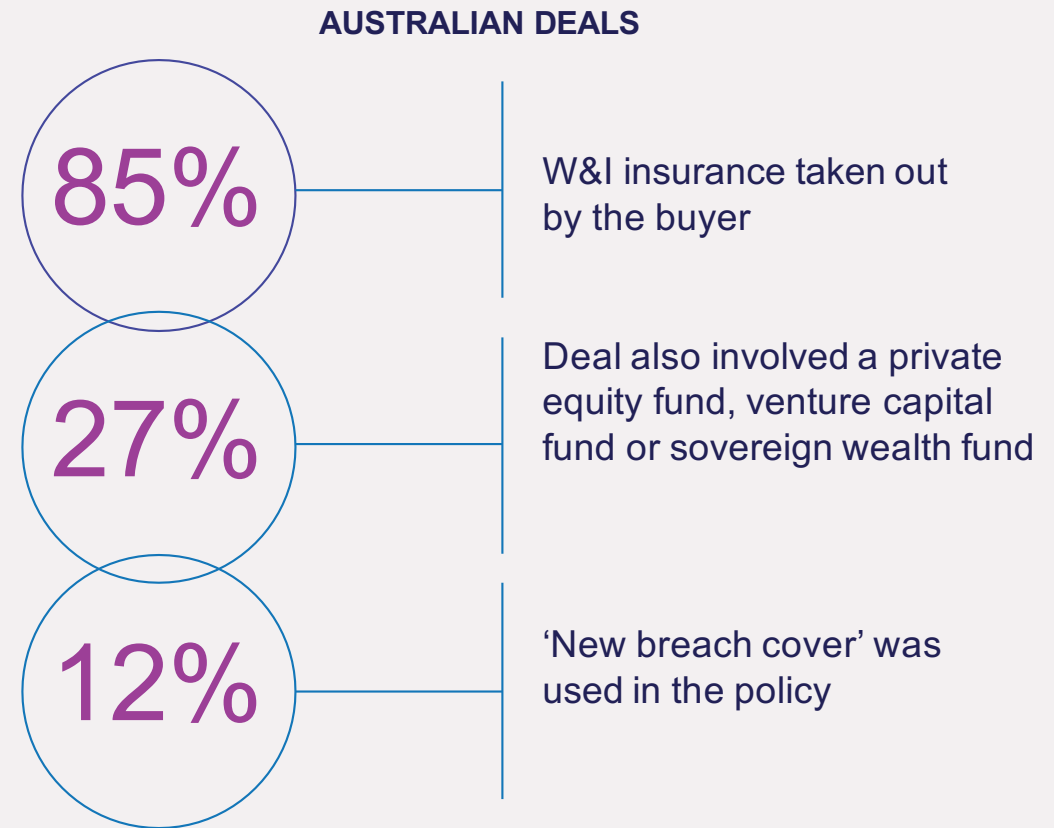 AUSTRALIAN DEALS
85%
W&I insurance taken out
by the buyer
27%
Deal also involved a private
equity fund, venture capital
fund or sovereign wealth fund
12%
‘New breach cover’ was
used in the policy